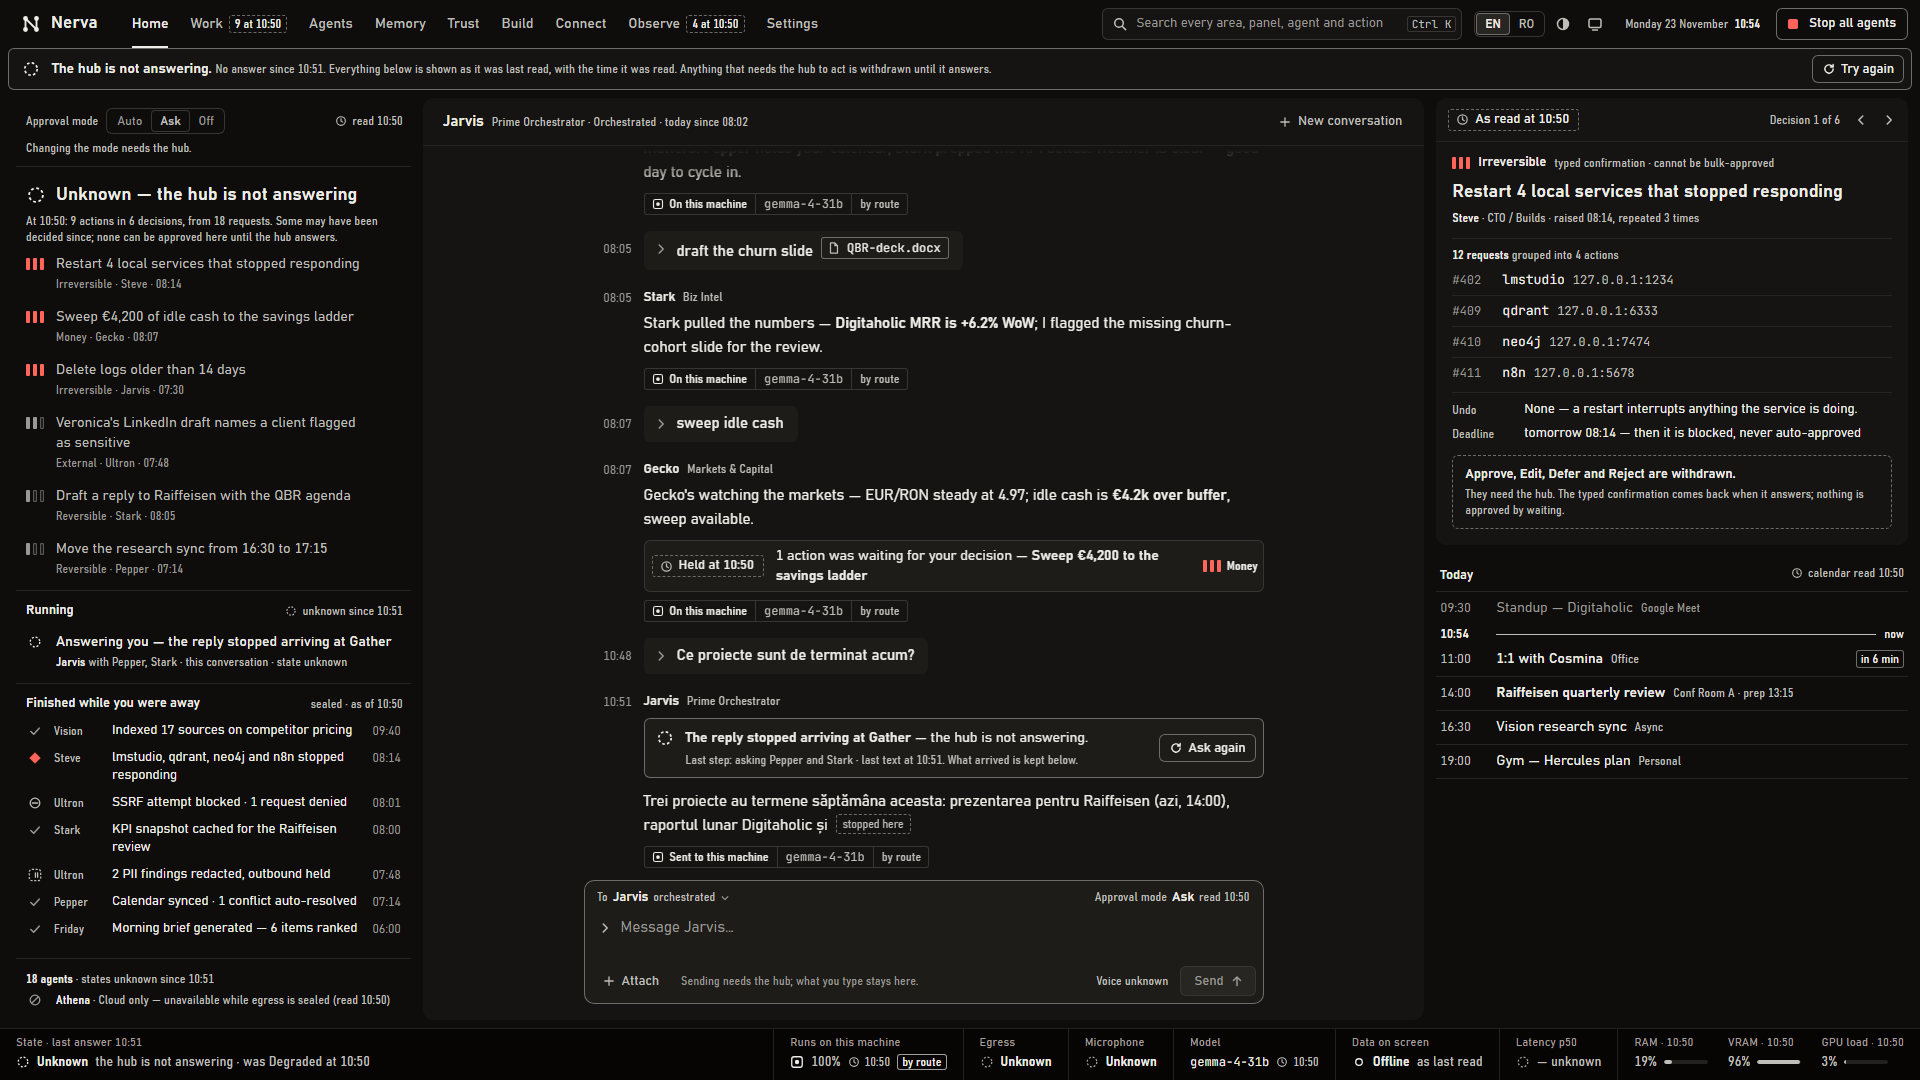 Nerva
Home
Work 9 at 10:50
Agents
Memory
Trust
Build
Connect
Observe 4 at 10:50
Settings
Search every area, panel, agent and action Ctrl K
EN RO
Monday 23 November 10:54
Stop all agents
The hub is not answering. No answer since 10:51. Everything below is shown as it was last read, with the time it was read. Anything that needs the hub to act is withdrawn until it answers.
Try again
Approval mode Auto Ask Off read 10:50
Changing the mode needs the hub.
Unknown — the hub is not answering
At 10:50: 9 actions in 6 decisions, from 18 requests. Some may have been
decided since; none can be approved here until the hub answers.
Restart 4 local services that stopped responding
Irreversible · Steve · 08:14
Sweep €4,200 of idle cash to the savings ladder
Money · Gecko · 08:07
Delete logs older than 14 days
Irreversible · Jarvis · 07:30
Veronica's LinkedIn draft names a client flagged
as sensitive
External · Ultron · 07:48
Draft a reply to Raiffeisen with the QBR agenda
Reversible · Stark · 08:05
Move the research sync from 16:30 to 17:15
Reversible · Pepper · 07:14
Running unknown since 10:51
Answering you — the reply stopped arriving at Gather
Jarvis with Pepper, Stark · this conversation · state unknown
Finished while you were away sealed · as of 10:50
Vision Indexed 17 sources on competitor pricing 09:40
Steve lmstudio, qdrant, neo4j and n8n stopped
responding 08:14
Ultron SSRF attempt blocked · 1 request denied 08:01
Stark KPI snapshot cached for the Raiffeisen
review 08:00
Ultron 2 PII findings redacted, outbound held 07:48
Pepper Calendar synced · 1 conflict auto-resolved 07:14
Friday Morning brief generated — 6 items ranked 06:00
18 agents · states unknown since 10:51
Athena · Cloud only — unavailable while egress is sealed (read 10:50)
Jarvis Prime Orchestrator · Orchestrated · today since 08:02
New conversation
day to cycle in.
On this machine gemma-4-31b by route
08:05 draft the churn slide QBR-deck.docx
08:05 Stark Biz Intel
Stark pulled the numbers — Digitaholic MRR is +6.2% WoW; I flagged the missing churn-
cohort slide for the review.
On this machine gemma-4-31b by route
08:07 sweep idle cash
08:07 Gecko Markets & Capital
Gecko's watching the markets — EUR/RON steady at 4.97; idle cash is €4.2k over buffer,
sweep available.
Held at 10:50 1 action was waiting for your decision — Sweep €4,200 to the
savings ladder Money
On this machine gemma-4-31b by route
10:48 Ce proiecte sunt de terminat acum?
10:51 Jarvis Prime Orchestrator
The reply stopped arriving at Gather — the hub is not answering.
Last step: asking Pepper and Stark · last text at 10:51. What arrived is kept below.
Ask again
Trei proiecte au termene săptămâna aceasta: prezentarea pentru Raiffeisen (azi, 14:00),
raportul lunar Digitaholic și stopped here
Sent to this machine gemma-4-31b by route
To Jarvis orchestrated Approval mode Ask read 10:50
Message Jarvis…
Attach Sending needs the hub; what you type stays here. Voice unknown Send
As read at 10:50 Decision 1 of 6
Irreversible typed confirmation · cannot be bulk-approved
Restart 4 local services that stopped responding
Steve · CTO / Builds · raised 08:14, repeated 3 times
12 requests grouped into 4 actions
#402 lmstudio 127.0.0.1:1234
#409 qdrant 127.0.0.1:6333
#410 neo4j 127.0.0.1:7474
#411 n8n 127.0.0.1:5678
Undo None — a restart interrupts anything the service is doing.
Deadline tomorrow 08:14 — then it is blocked, never auto-approved
Approve, Edit, Defer and Reject are withdrawn.
They need the hub. The typed confirmation comes back when it answers; nothing is
approved by waiting.
Today calendar read 10:50
09:30 Standup — Digitaholic Google Meet
10:54 now
11:00 1:1 with Cosmina Office in 6 min
14:00 Raiffeisen quarterly review Conf Room A · prep 13:15
16:30 Vision research sync Async
19:00 Gym — Hercules plan Personal
State · last answer 10:51
Unknown the hub is not answering · was Degraded at 10:50
Runs on this machine
100% 10:50 by route
Egress
Unknown
Microphone
Unknown
Model
gemma-4-31b 10:50
Data on screen
Offline as last read
Latency p50
— unknown
RAM · 10:50
19%
VRAM · 10:50
96%
GPU load · 10:50
3%